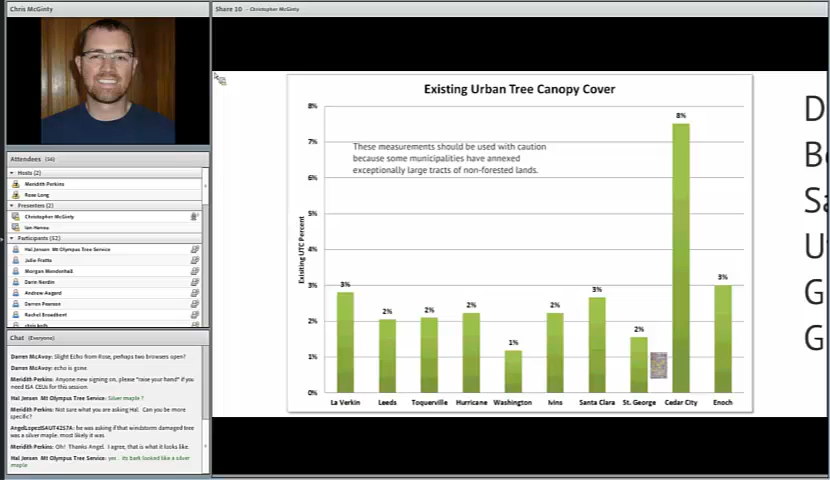 Chris McGinty
Attendees (16)
Hosts (2)
Meridith Perkins
Rose Long
Presenters (2)
Christopher McGinty
Ian Hanou
Participants (12)
Hal Jensen Mt Olympus Tree Service
Julie Fratto
Morgan Mendenhall
Darin Nardin
Andrew Aagard
Darren Pearson
Rachel Broadbent
Chat (Everyone)
Darren McAvoy: Slight Echo from Rose, perhaps two browsers open?
Darren McAvoy: echo is gone
Meridith Perkins: Anyone new signing on, please "raise your hand" if you
need ISA CEUs for this session
Hal Jensen Mt Olympus Tree Service: Silver maple ?
Meridith Perkins: Not sure what you are asking Hal. Can you be more
specific?
AngelLopezISAUT4257A: he was asking if that windstorm damaged tree
was a silver maple, most likely it was
Meridith Perkins: Oh! Thanks Angel. I agree, that is what it looks like.
Hal Jensen Mt Olympus Tree Service: yes .. its bark looked like a silver
maple
Share 10 - Christopher McGinty
Existing Urban Tree Canopy Cover
These measurements should be used with caution
because some municipalities have annexed
exceptionally large tracts of non-forested lands.
Existing UTC Percent
8%
7%
6%
5%
4%
3%
2%
1%
0%
3% 2% 2% 2% 1% 2% 3% 2% 8% 3%
La Verkin Leeds Toquerville Hurricane Washington Ivins Santa Clara St. George Cedar City Enoch
D
B
Sa
U
G
G